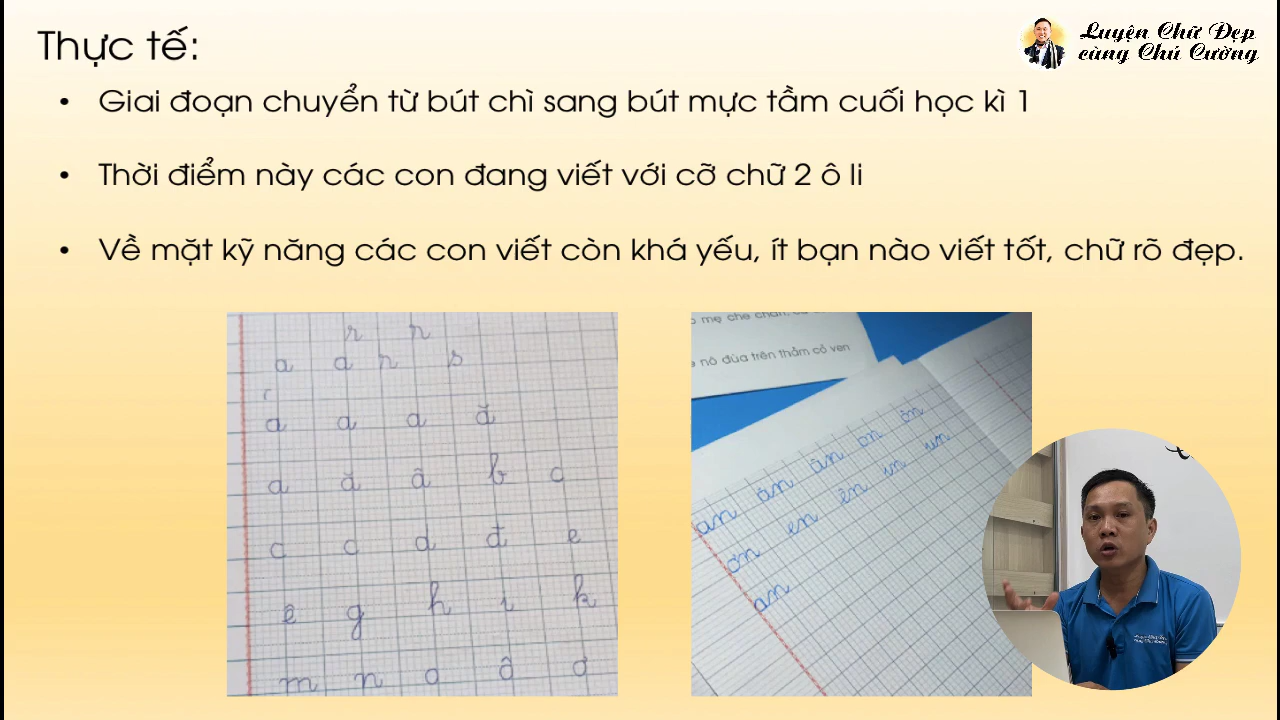 Thực tế:
Luyện Chữ Đẹp
cùng Chú Cường
• Giai đoạn chuyển từ bút chì sang bút mực tầm cuối học kì 1
• Thời điểm này các con đang viết với cỡ chữ 2 ô li
• Về mặt kỹ năng các con viết còn khá yếu, ít bạn nào viết tốt, chữ rõ đẹp.
r r
a a r s
a a a ă
a ă â b c
c c d đ e
e g h i k
m n o ô ơ
mẹ che chắn,
nô đùa trên thảm cỏ ven
an ăn ân on ôn
ơn en ên in un
an